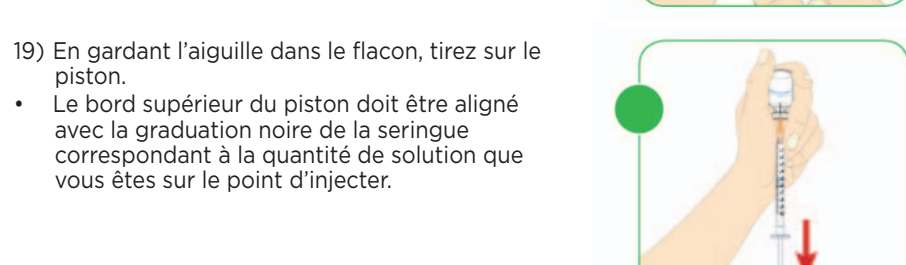 19) En gardant l’aiguille dans le flacon, tirez sur le
piston.
• Le bord supérieur du piston doit être aligné
avec la graduation noire de la seringue
correspondant à la quantité de solution que
vous êtes sur le point d’injecter.